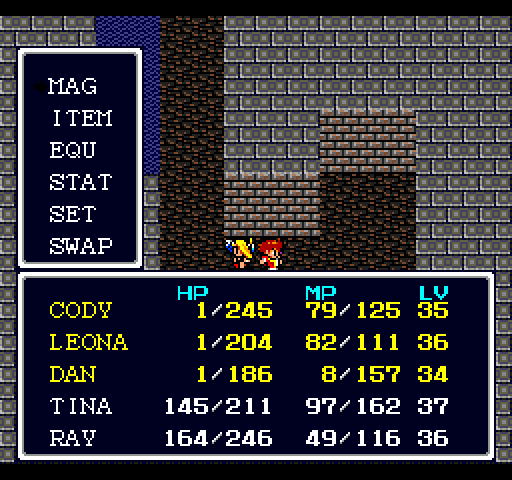 MAG
ITEM
EQU
STAT
SET
SWAP
HP MP LV
CODY 1/245 79/125 35
LEONA 1/204 82/111 36
DAN 1/186 8/157 34
TINA 145/211 97/162 37
RAY 164/246 49/116 36